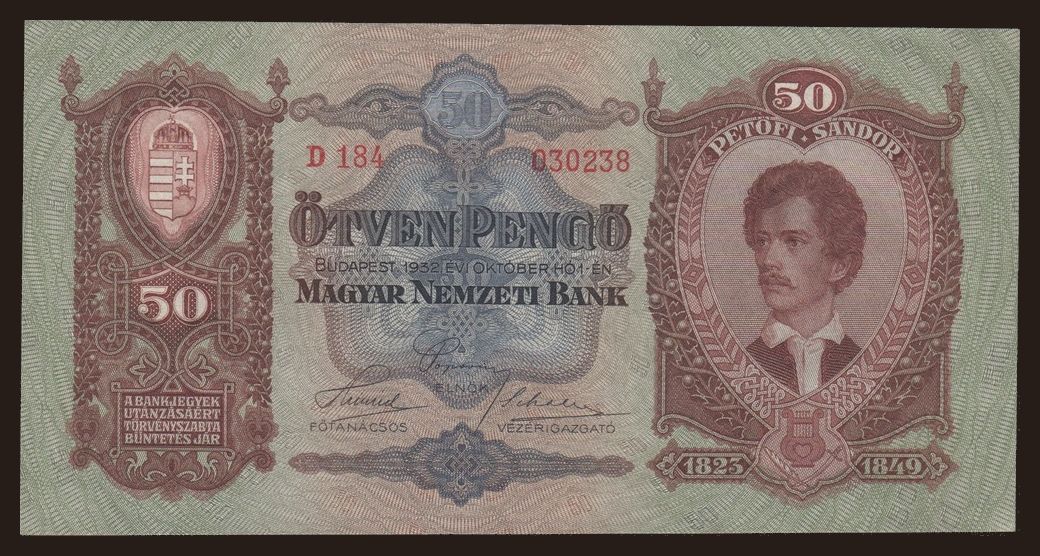 50
PETŐFI • SÁNDOR
50
D 184 030238
ÖTVEN PENGŐ
BUDAPEST, 1932. ÉVI OKTÓBER HÓ 1-ÉN
MAGYAR NEMZETI BANK
50
ELNÖK
FŐTANÁCSOS VEZÉRIGAZGATÓ
A BANKJEGYEK
UTÁNZÁSÁÉRT
TÖRVÉNYSZABTA
BÜNTETÉS JÁR
1823 1849